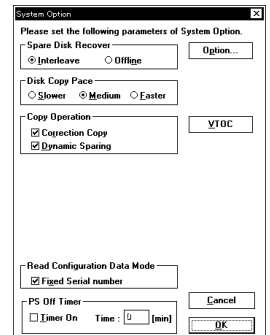 System Option
Please set the following parameters of System Option.
Spare Disk Recover
Interleave Offline
Option...
Disk Copy Pace
Slower Medium Faster
Copy Operation
Correction Copy
Dynamic Sparing
VTOC
Read Configuration Data Mode
Fixed Serial number
PS Off Timer
Timer On Time : 0 [min]
Cancel
OK